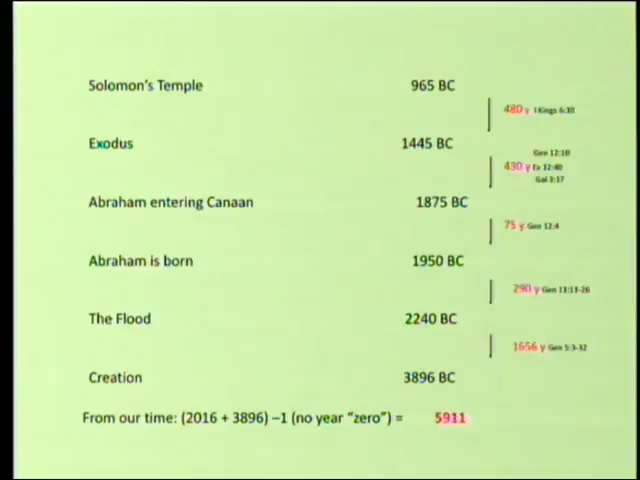 Solomon's Temple 965 BC
480 y I Kings 6:30
Exodus 1445 BC
Gen 12:10
430 y Ex 12:40
Gal 3:17
Abraham entering Canaan 1875 BC
75 y Gen 12:4
Abraham is born 1950 BC
290 y Gen 11:11-26
The Flood 2240 BC
1656 y Gen 5:3-32
Creation 3896 BC
From our time: (2016 + 3896) –1 (no year "zero") = 5911